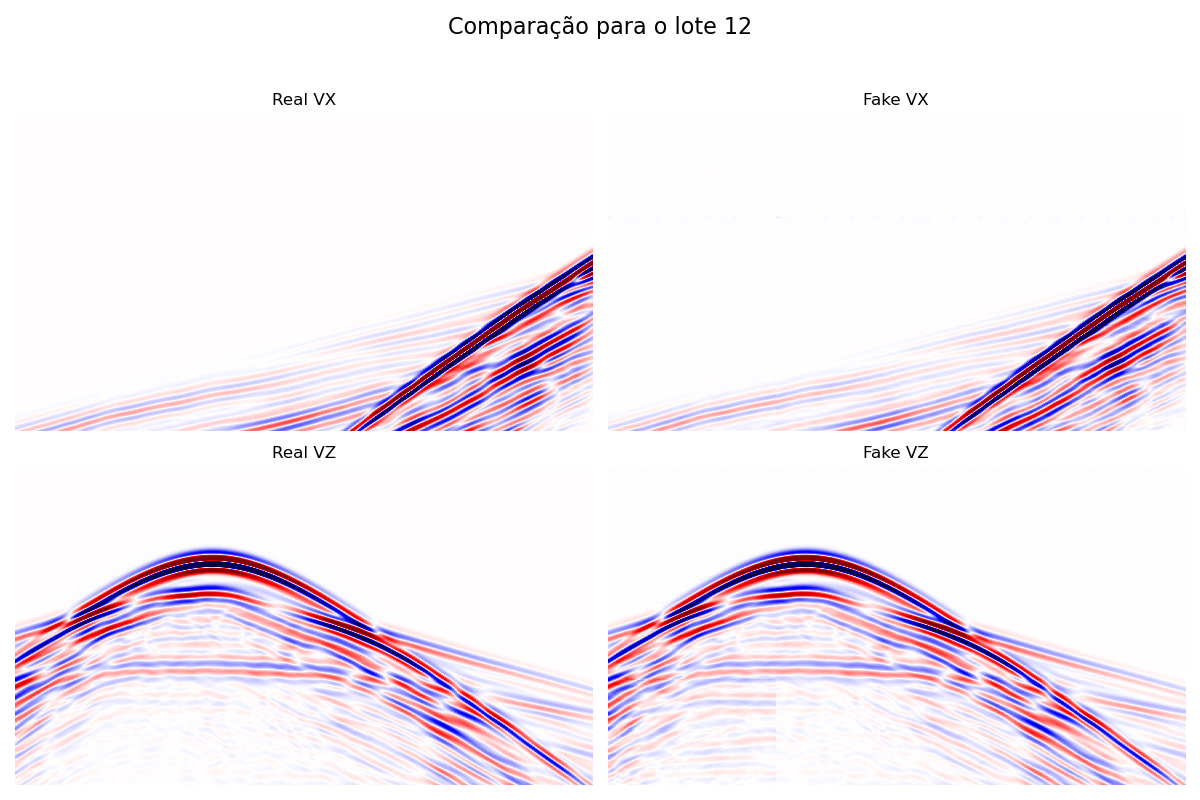 Comparação para o lote 12
Real VX
Fake VX
Real VZ
Fake VZ